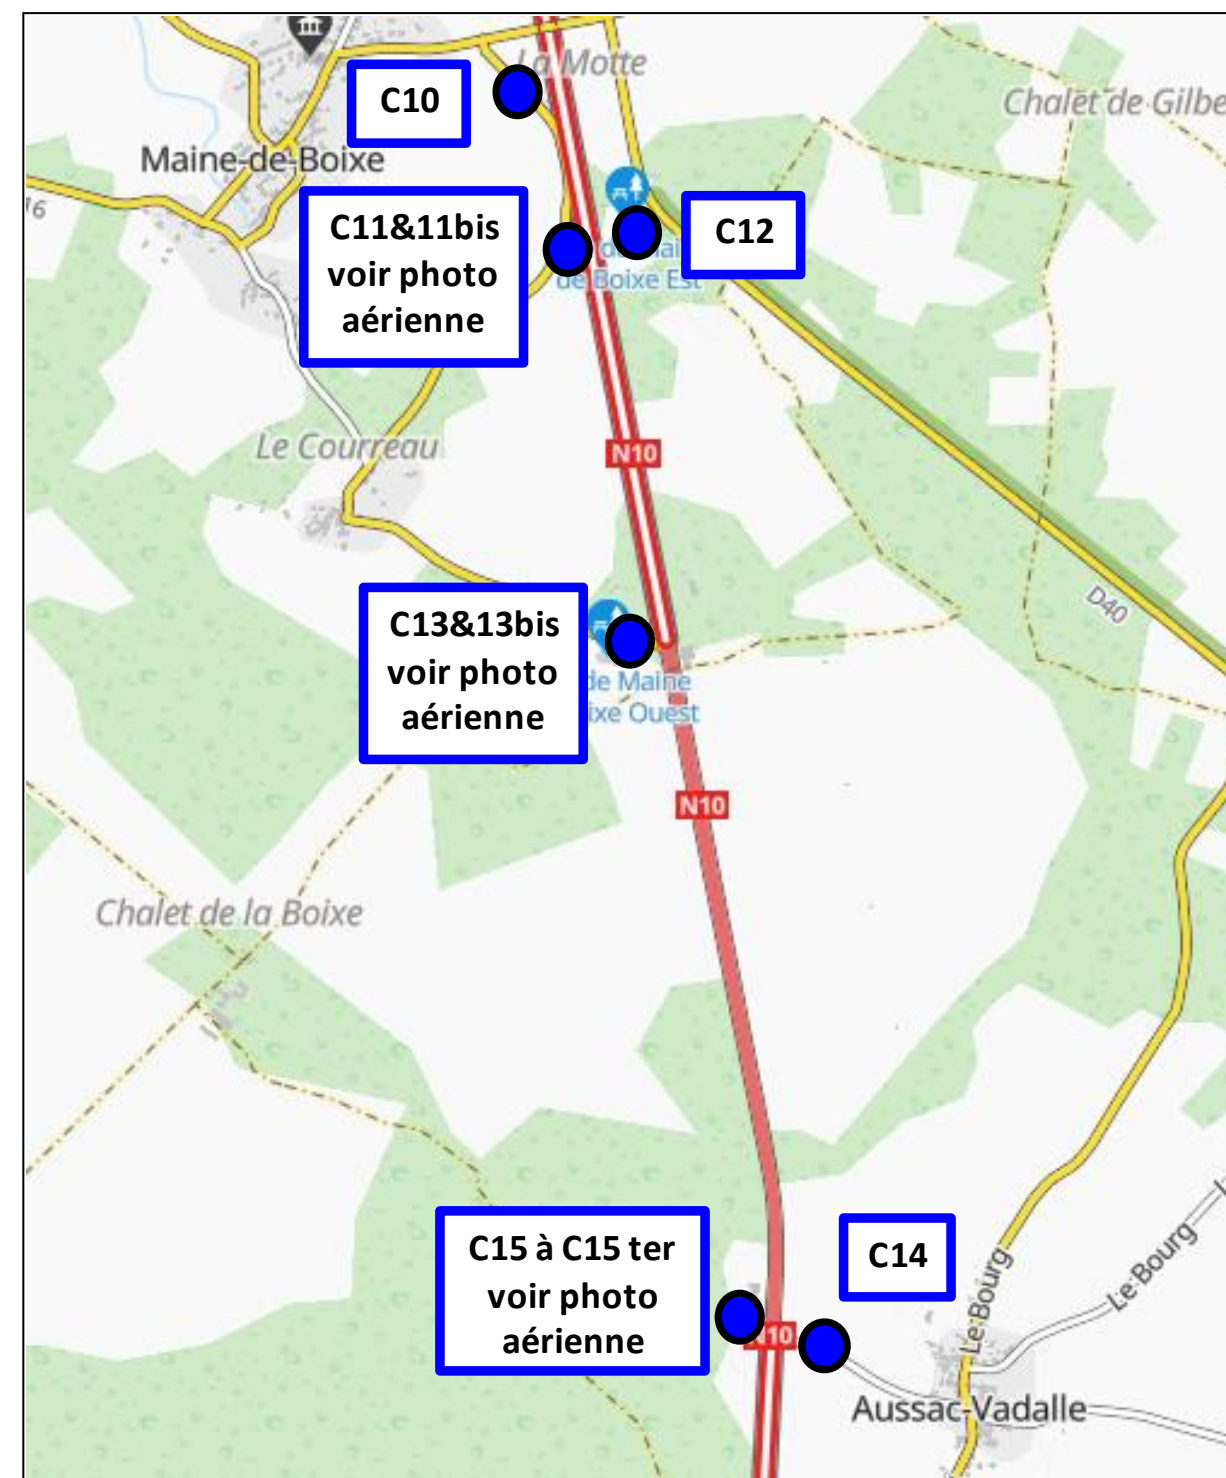 La Motte
C10
Chalet de Gilbe
Maine-de-Boixe
16
C11&11bis
voir photo
aérienne
C12
de Boixe Est
Le Courreau
N10
D40
C13&13bis
voir photo
aérienne
de Maine
ixe Ouest
N10
Chalet de la Boixe
C15 à C15 ter
voir photo
aérienne
C14
Le Bourg
Le Bourg
N10
Aussac-Vadalle